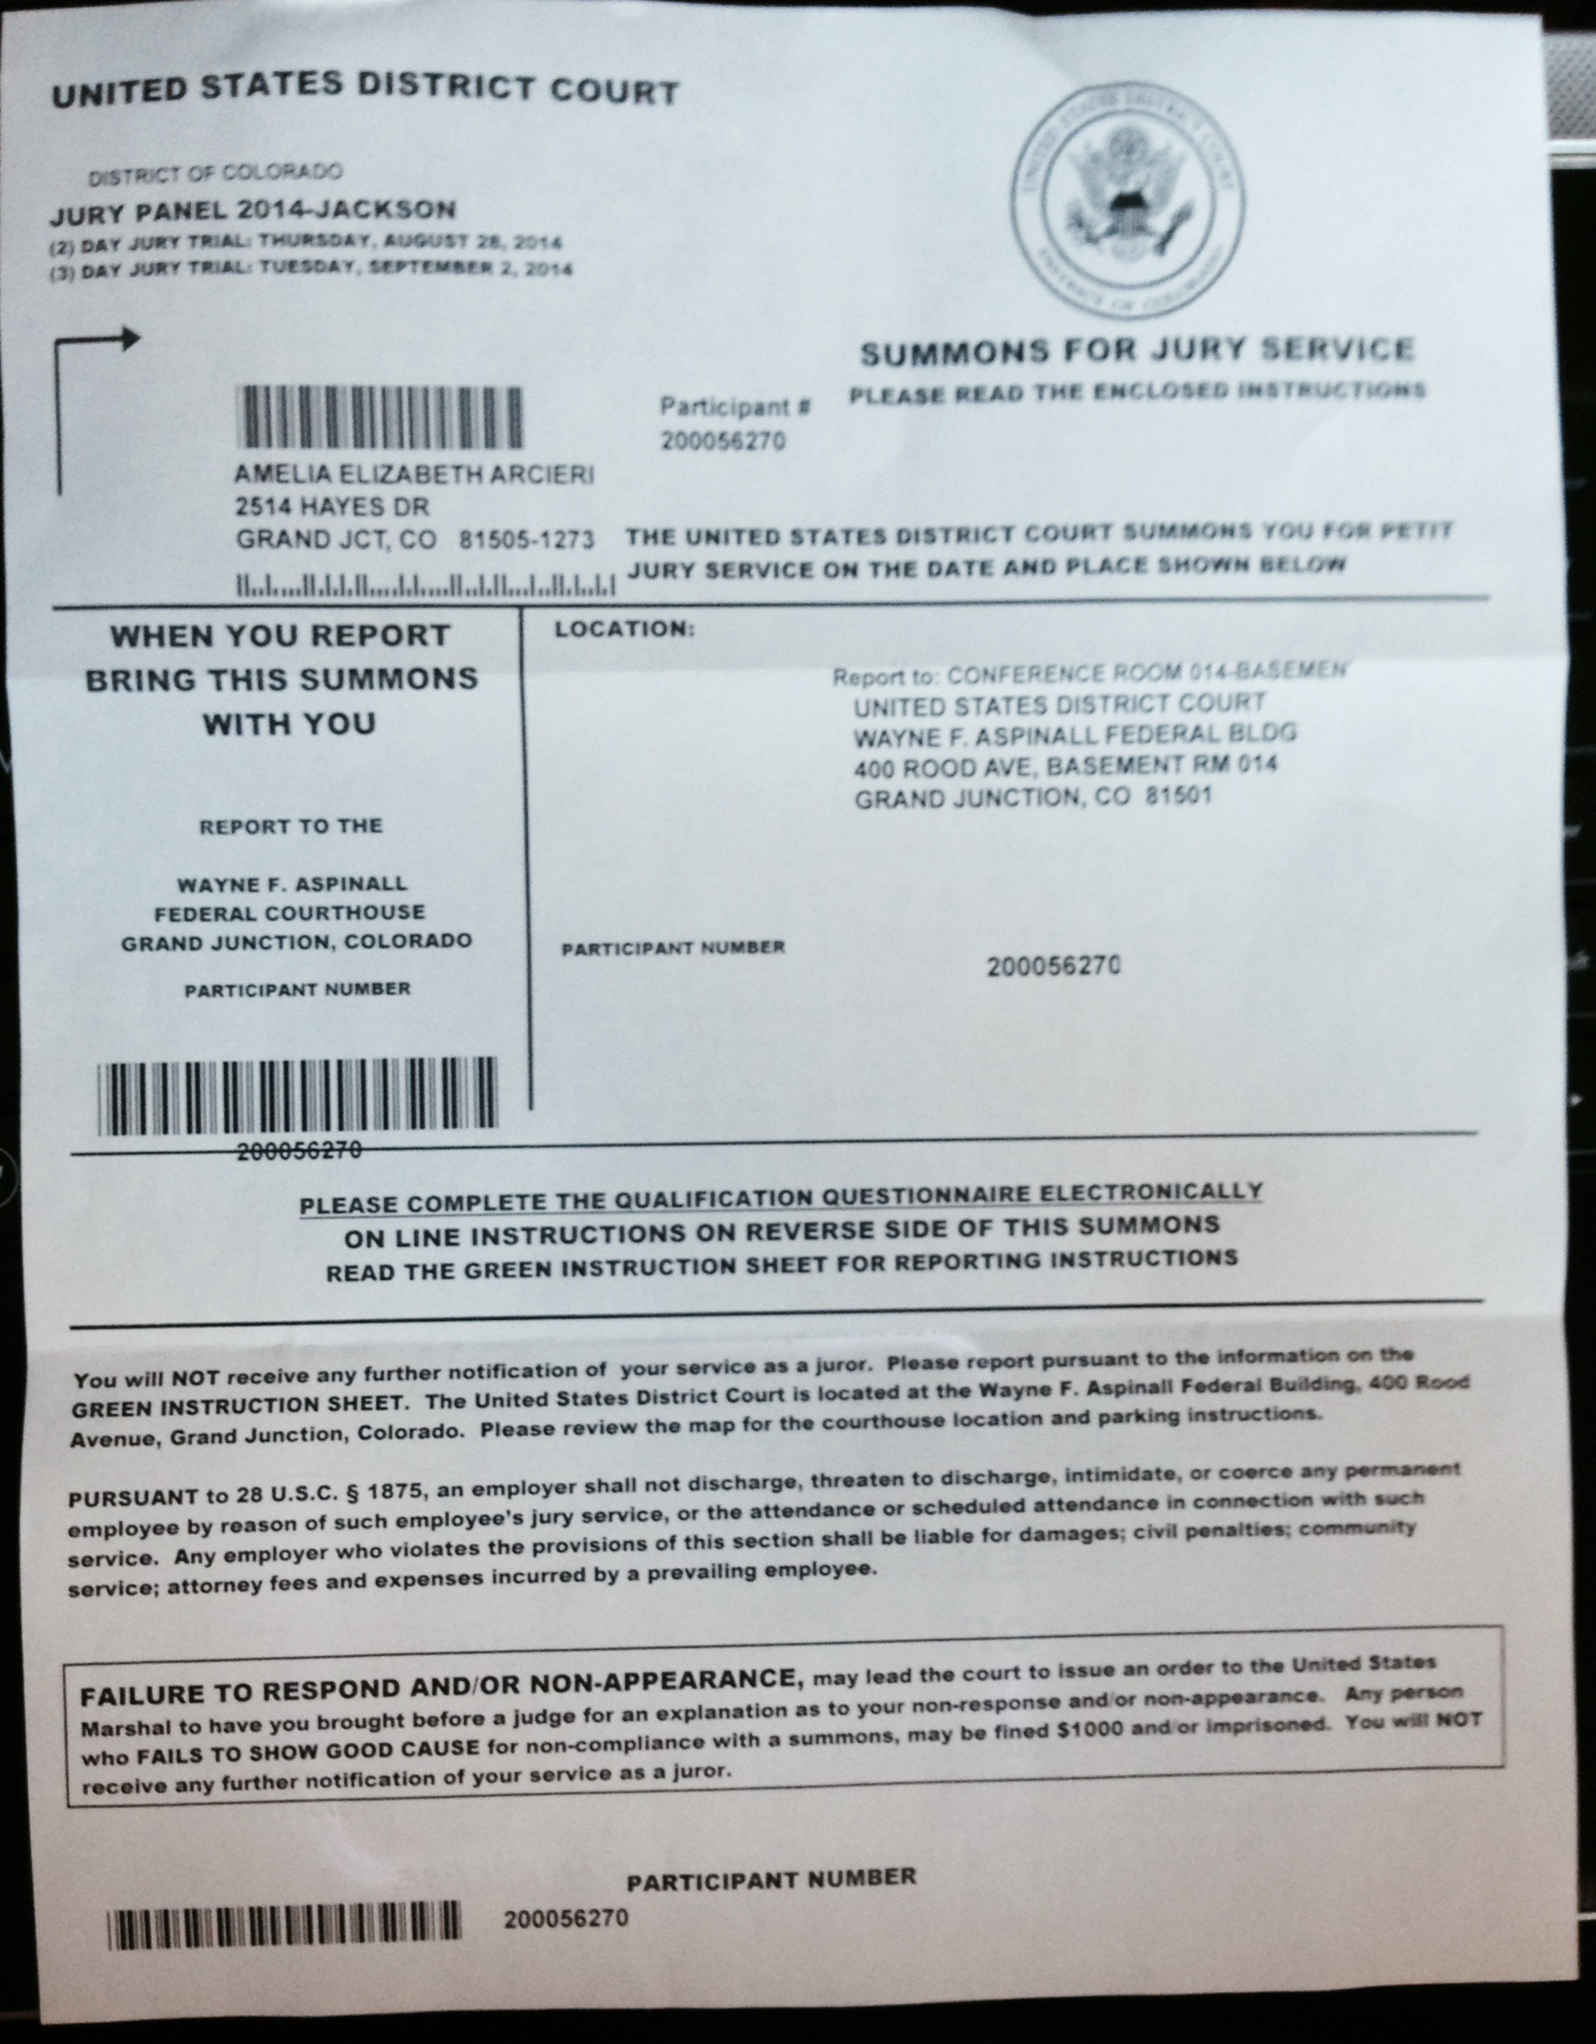 UNITED STATES DISTRICT COURT
DISTRICT OF COLORADO
JURY PANEL 2014-JACKSON
(2) DAY JURY TRIAL: THURSDAY, AUGUST 28, 2014
(3) DAY JURY TRIAL: TUESDAY, SEPTEMBER 2, 2014
UNITED STATES DISTRICT COURT
DISTRICT OF COLORADO
SUMMONS FOR JURY SERVICE
PLEASE READ THE ENCLOSED INSTRUCTIONS
Participant #
200056270
AMELIA ELIZABETH ARCIERI
2514 HAYES DR
GRAND JCT, CO 81505-1273
THE UNITED STATES DISTRICT COURT SUMMONS YOU FOR PETIT
JURY SERVICE ON THE DATE AND PLACE SHOWN BELOW
WHEN YOU REPORT
BRING THIS SUMMONS
WITH YOU
REPORT TO THE
WAYNE F. ASPINALL
FEDERAL COURTHOUSE
GRAND JUNCTION, COLORADO
PARTICIPANT NUMBER
200056270
LOCATION:
Report to: CONFERENCE ROOM 014-BASEMEN
UNITED STATES DISTRICT COURT
WAYNE F. ASPINALL FEDERAL BLDG
400 ROOD AVE, BASEMENT RM 014
GRAND JUNCTION, CO 81501
PARTICIPANT NUMBER
200056270
PLEASE COMPLETE THE QUALIFICATION QUESTIONNAIRE ELECTRONICALLY
ON LINE INSTRUCTIONS ON REVERSE SIDE OF THIS SUMMONS
READ THE GREEN INSTRUCTION SHEET FOR REPORTING INSTRUCTIONS
You will NOT receive any further notification of your service as a juror. Please report pursuant to the information on the
GREEN INSTRUCTION SHEET. The United States District Court is located at the Wayne F. Aspinall Federal Building, 400 Rood
Avenue, Grand Junction, Colorado. Please review the map for the courthouse location and parking instructions.
PURSUANT to 28 U.S.C. § 1875, an employer shall not discharge, threaten to discharge, intimidate, or coerce any permanent
employee by reason of such employee's jury service, or the attendance or scheduled attendance in connection with such
service. Any employer who violates the provisions of this section shall be liable for damages; civil penalties; community
service; attorney fees and expenses incurred by a prevailing employee.
FAILURE TO RESPOND AND/OR NON-APPEARANCE, may lead the court to issue an order to the United States
Marshal to have you brought before a judge for an explanation as to your non-response and/or non-appearance. Any person
who FAILS TO SHOW GOOD CAUSE for non-compliance with a summons, may be fined $1000 and/or imprisoned. You will NOT
receive any further notification of your service as a juror.
PARTICIPANT NUMBER
200056270